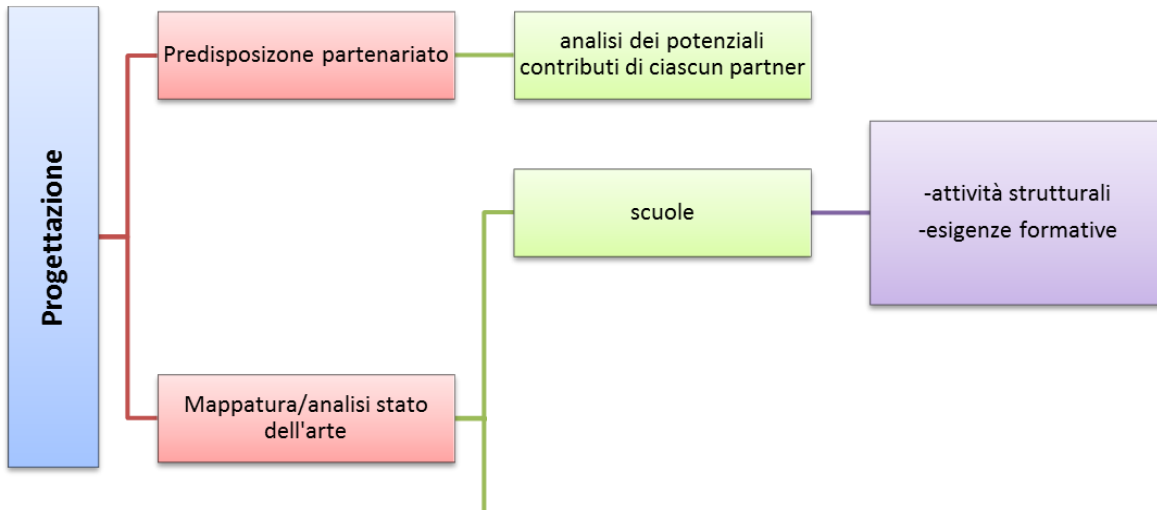 Progettazione
Predisposizone partenariato
analisi dei potenziali
contributi di ciascun partner
scuole
-attività strutturali
-esigenze formative
Mappatura/analisi stato
dell'arte